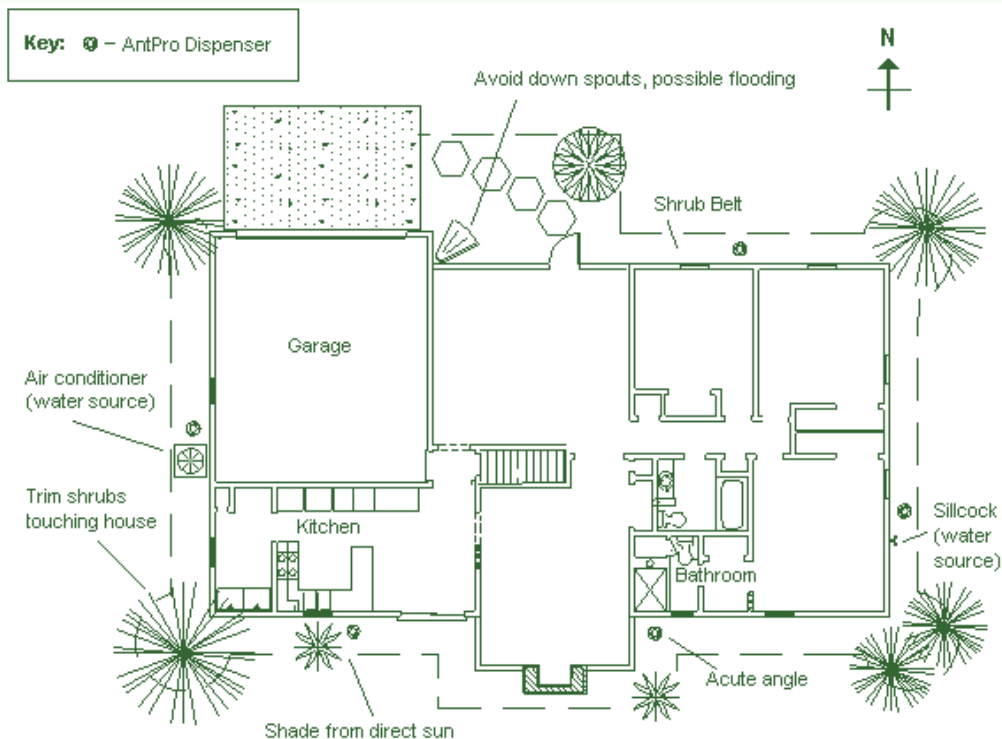 Key: – AntPro Dispenser
N
Avoid down spouts, possible flooding
Shrub Belt
Garage
Air conditioner
(water source)
Trim shrubs
touching house
Kitchen
Sillcock
(water
source)
Bathroom
Acute angle
Shade from direct sun